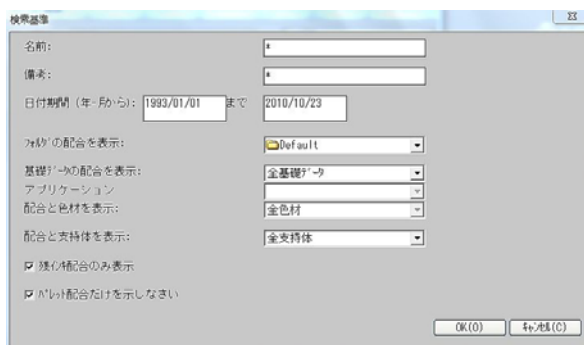 検索基準
名前: *
備考: *
日付期間 (年-月から): 1993/01/01 まで 2010/10/23
フォルダの配合を表示: Default
基礎データの配合を表示: 全基礎データ
アプリケーション
配合と色材を表示: 全色材
配合と支持体を表示: 全支持体
残インキ配合のみ表示
パレット配合だけを示しなさい
OK(O) キャンセル(C)